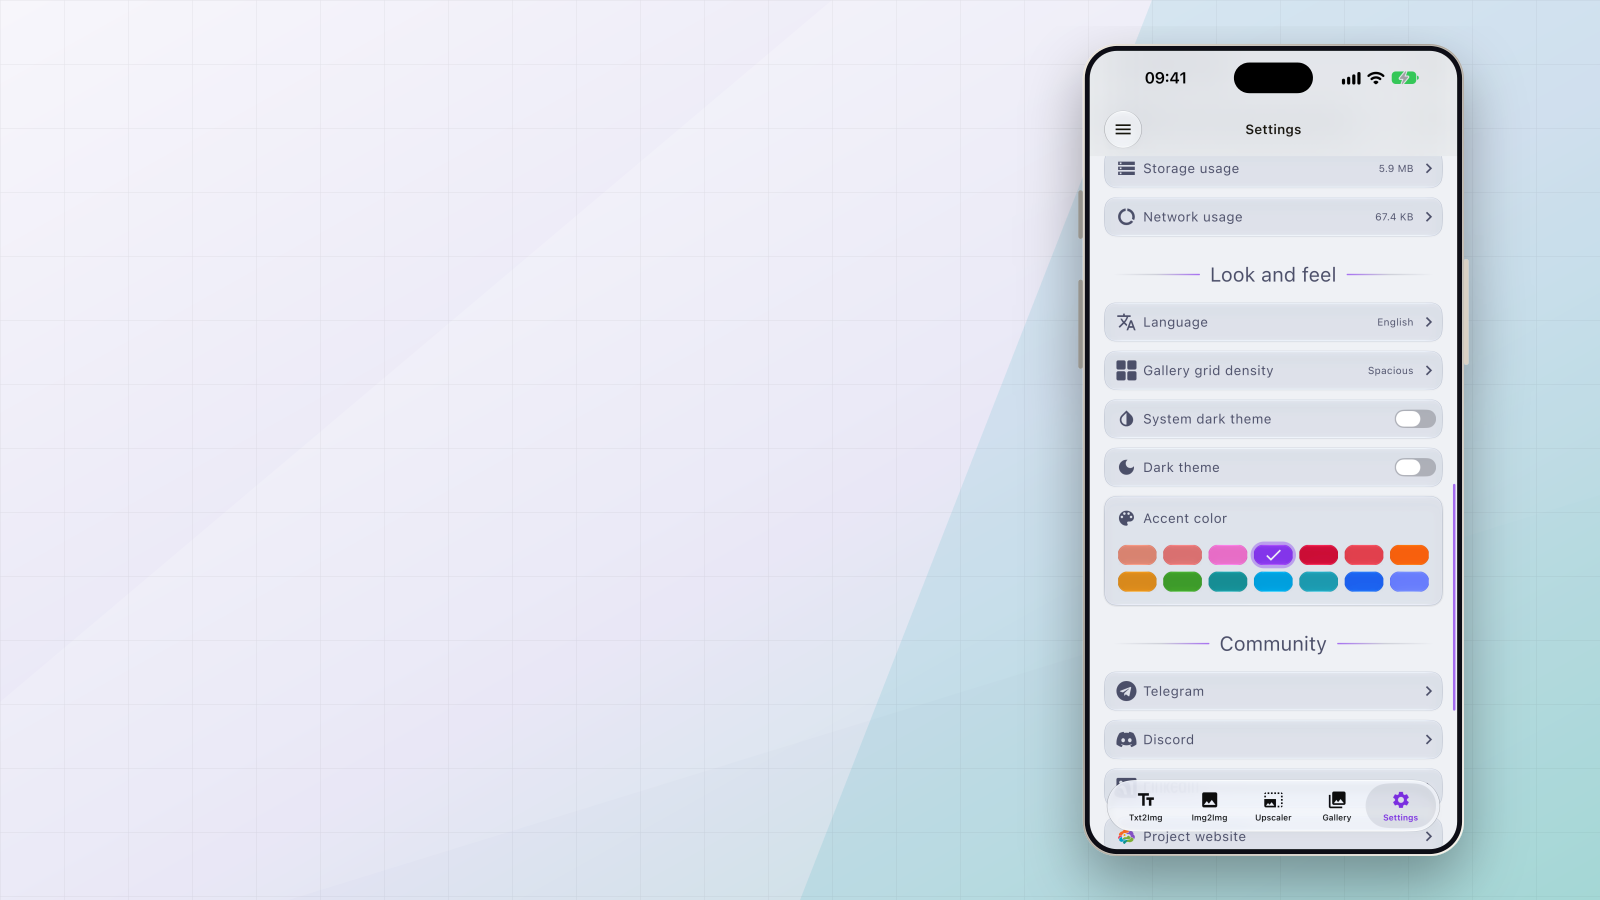 09:41
Settings
Storage usage 5.9 MB
Network usage 67.4 KB
Look and feel
Language English
Gallery grid density Spacious
System dark theme
Dark theme
Accent color
Community
Telegram
Discord
Txt2Img Img2Img Upscaler Gallery Settings
Project website